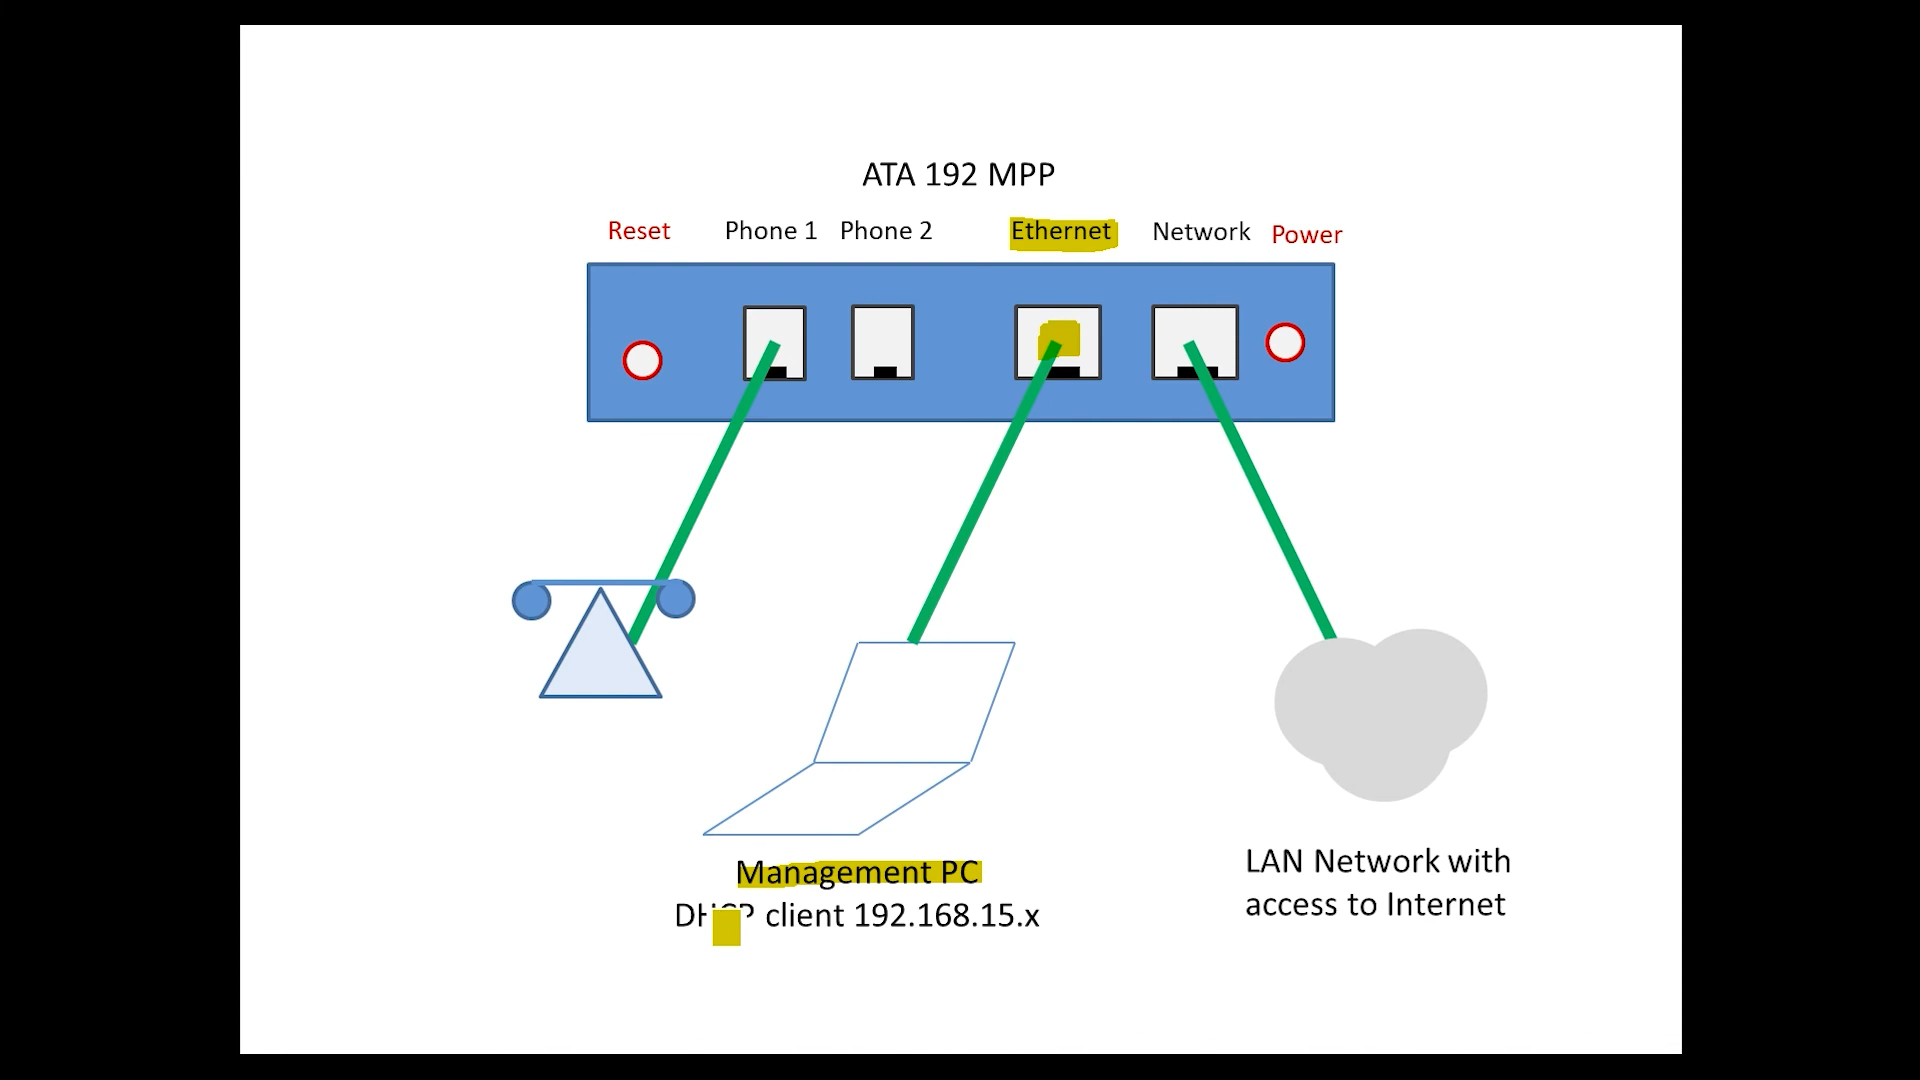 ATA 192 MPP
Reset Phone 1 Phone 2 Ethernet Network Power
Management PC
DHCP client 192.168.15.x
LAN Network with
access to Internet